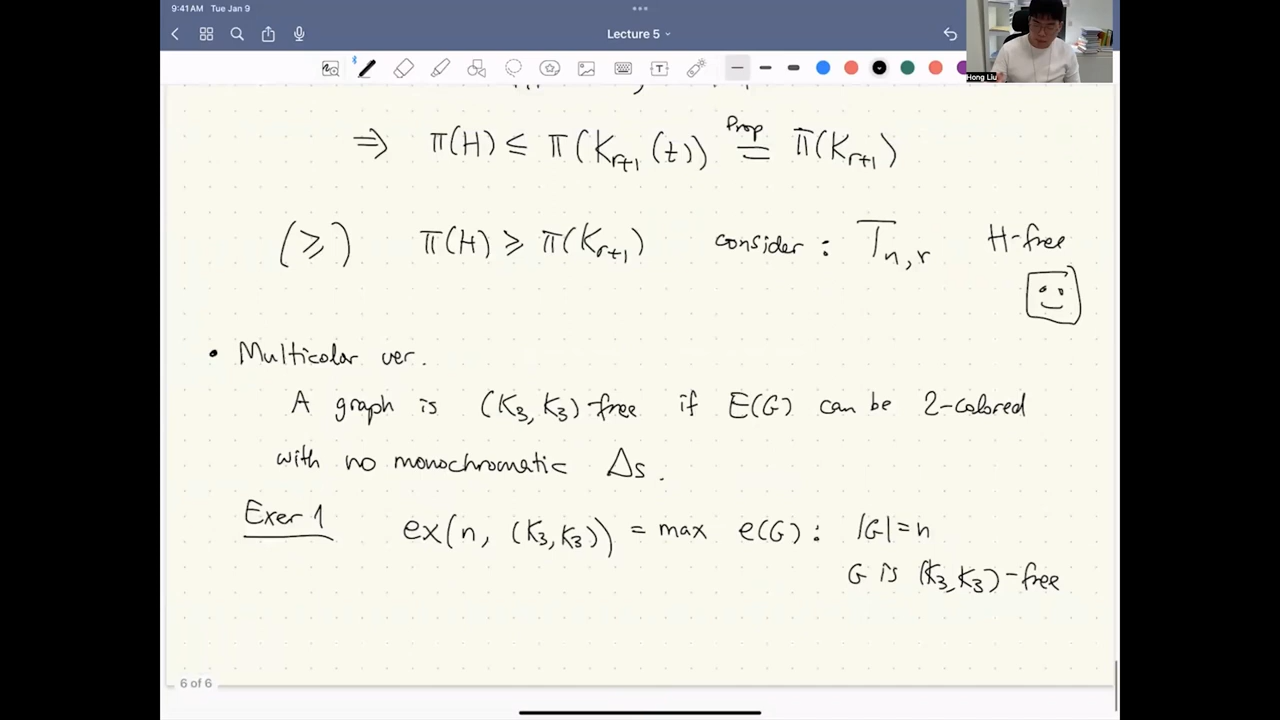 9:41 AM Tue Jan 9
Lecture 5
Hong Liu
⇒ π(H) ≤ π(K_{r+1}(t)) =^{Prop} π(K_{r+1})
(≥) π(H) ≥ π(K_{r+1}) consider : T_{n,r} H-free
• Multicolor ver.
A graph is (K_3, K_3)-free if E(G) can be 2-colored
with no monochromatic Δs.
Exer 1 ex(n, (K_3, K_3)) = max e(G) : |G| = n
G is (K_3, K_3)-free
6 of 6